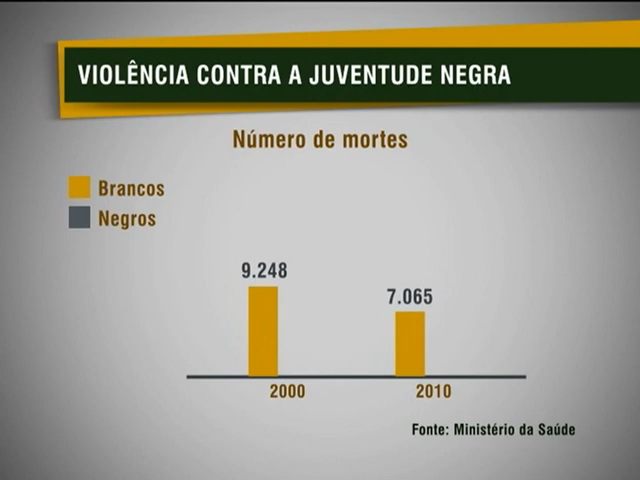 VIOLÊNCIA CONTRA A JUVENTUDE NEGRA
Número de mortes
Brancos
Negros
9.248
7.065
2000
2010
Fonte: Ministério da Saúde